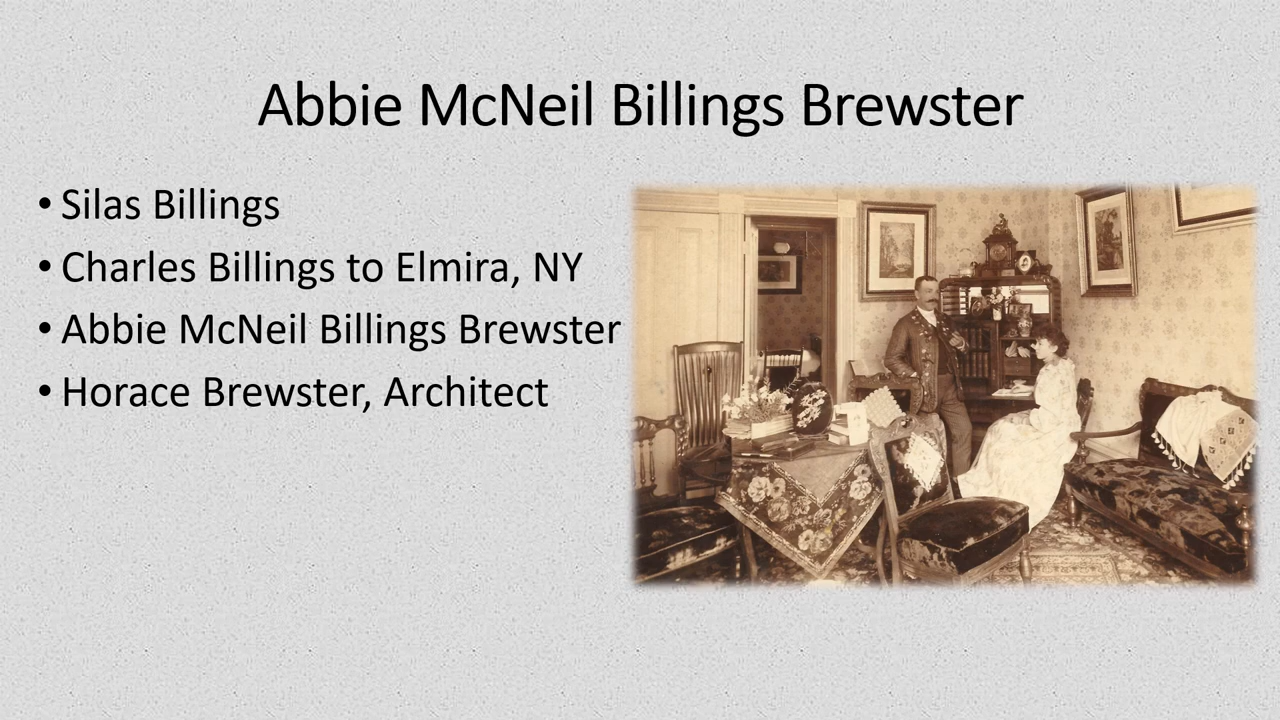 Abbie McNeil Billings Brewster
• Silas Billings
• Charles Billings to Elmira, NY
• Abbie McNeil Billings Brewster
• Horace Brewster, Architect